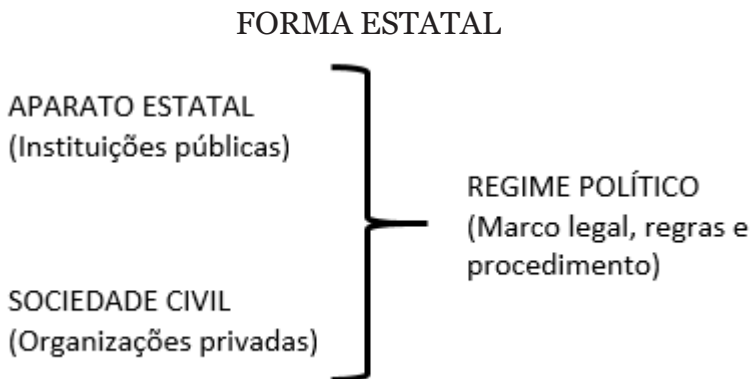 FORMA ESTATAL
APARATO ESTATAL
(Instituições públicas)
REGIME POLÍTICO
(Marco legal, regras e
procedimento)
SOCIEDADE CIVIL
(Organizações privadas)